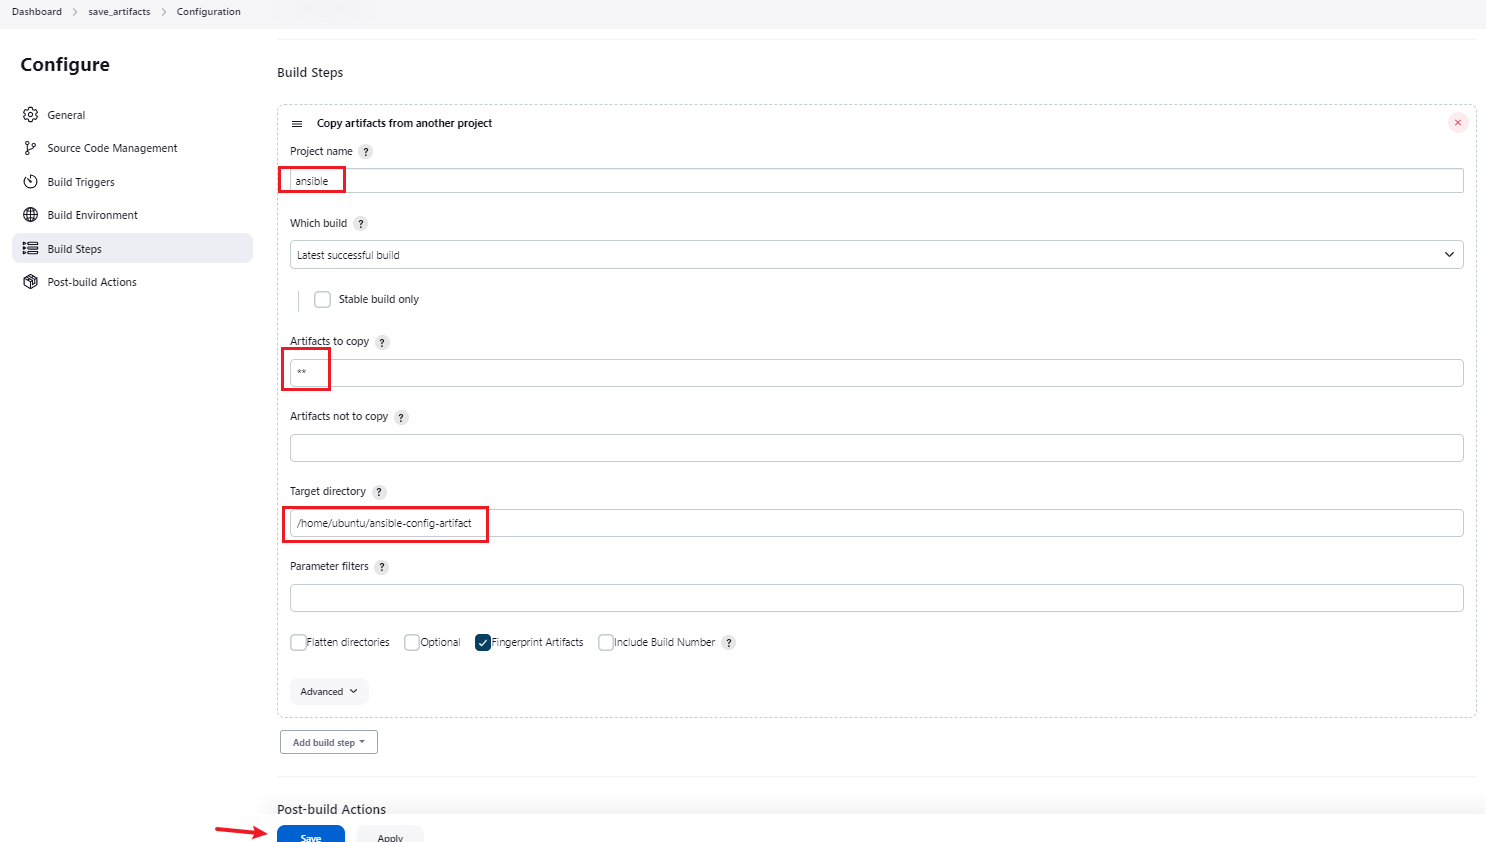 Dashboard > save_artifacts > Configuration
Configure
General
Source Code Management
Build Triggers
Build Environment
Build Steps
Post-build Actions
Build Steps
Copy artifacts from another project
Project name ?
ansible
Which build ?
Latest successful build
Stable build only
Artifacts to copy ?
**
Artifacts not to copy ?
Target directory ?
/home/ubuntu/ansible-config-artifact
Parameter filters ?
Flatten directories Optional Fingerprint Artifacts Include Build Number ?
Advanced
Add build step
Post-build Actions
Save Apply